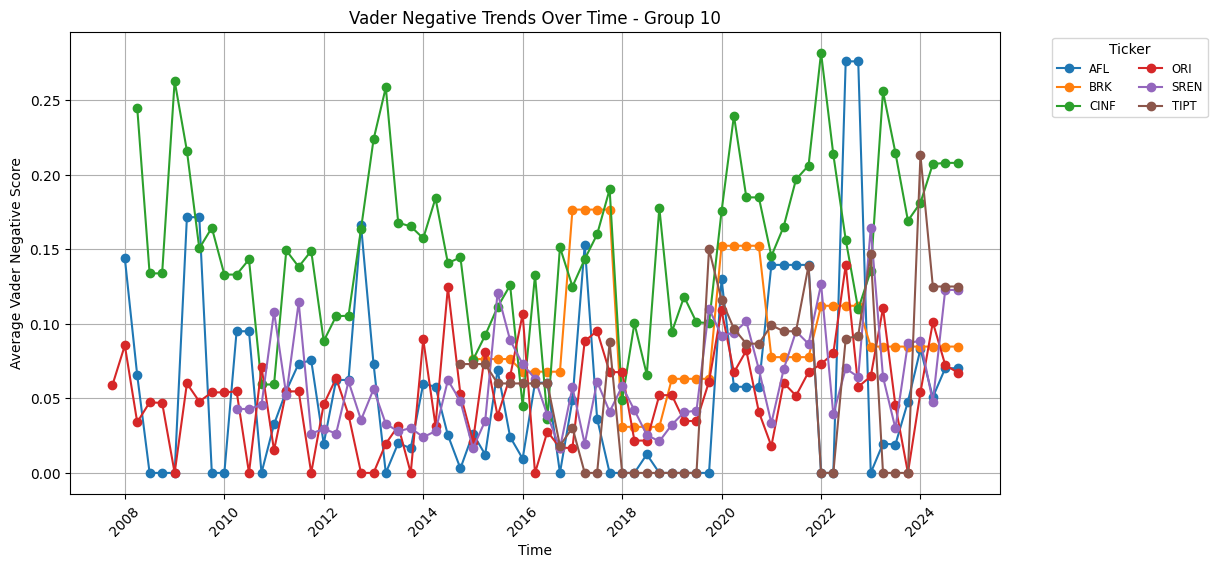 Vader Negative Trends Over Time - Group 10
Average Vader Negative Score
0.25
0.20
0.15
0.10
0.05
0.00
2008
2010
2012
2014
2016
2018
2020
2022
2024
Time
Ticker
AFL
BRK
CINF
ORI
SREN
TIPT